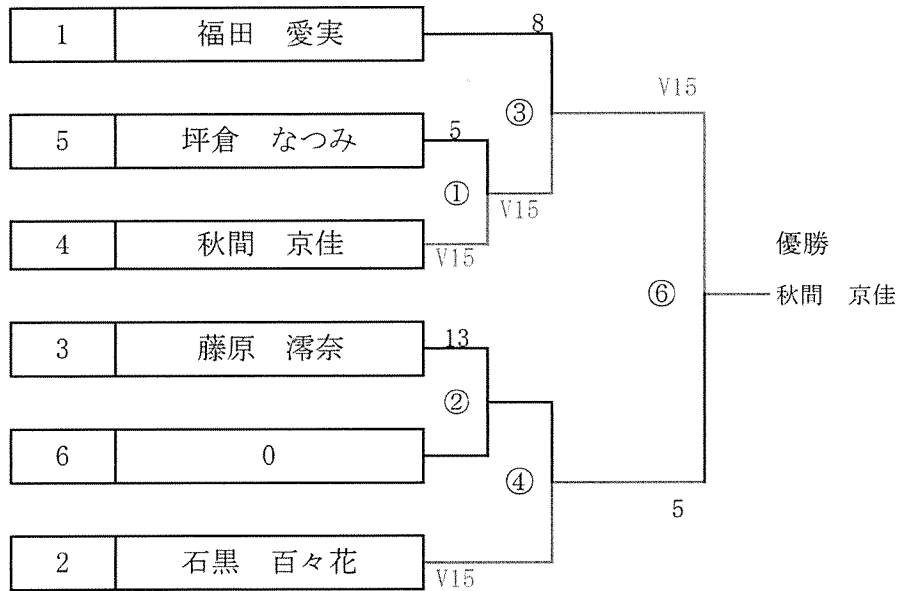 8
1 福田 愛実
V15
③
5 坪倉 なつみ
5
①
V15
4 秋間 京佳
V15
優勝
⑥
秋間 京佳
3 藤原 澪奈
13
②
6 0
④
5
2 石黒 百々花
V15